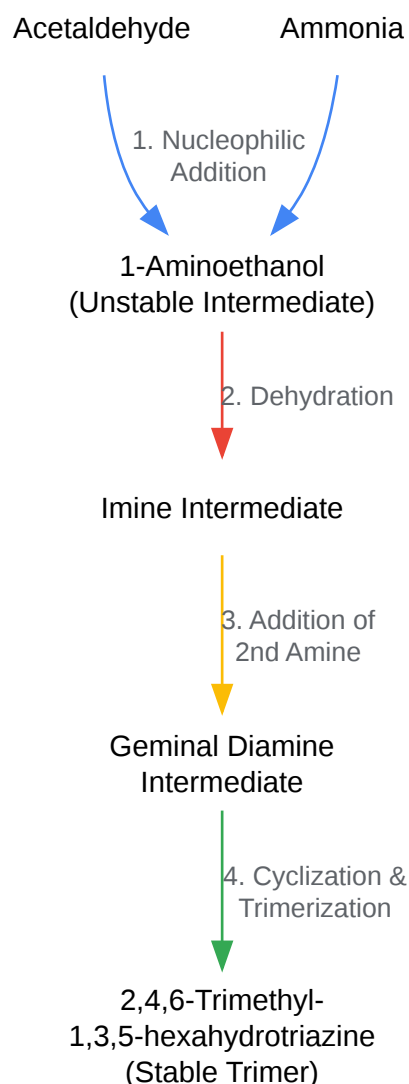 Acetaldehyde
Ammonia
1. Nucleophilic
Addition
1-Aminoethanol
(Unstable Intermediate)
2. Dehydration
Imine Intermediate
3. Addition of
2nd Amine
Geminal Diamine
Intermediate
4. Cyclization &
Trimerization
2,4,6-Trimethyl-
1,3,5-hexahydrotriazine
(Stable Trimer)